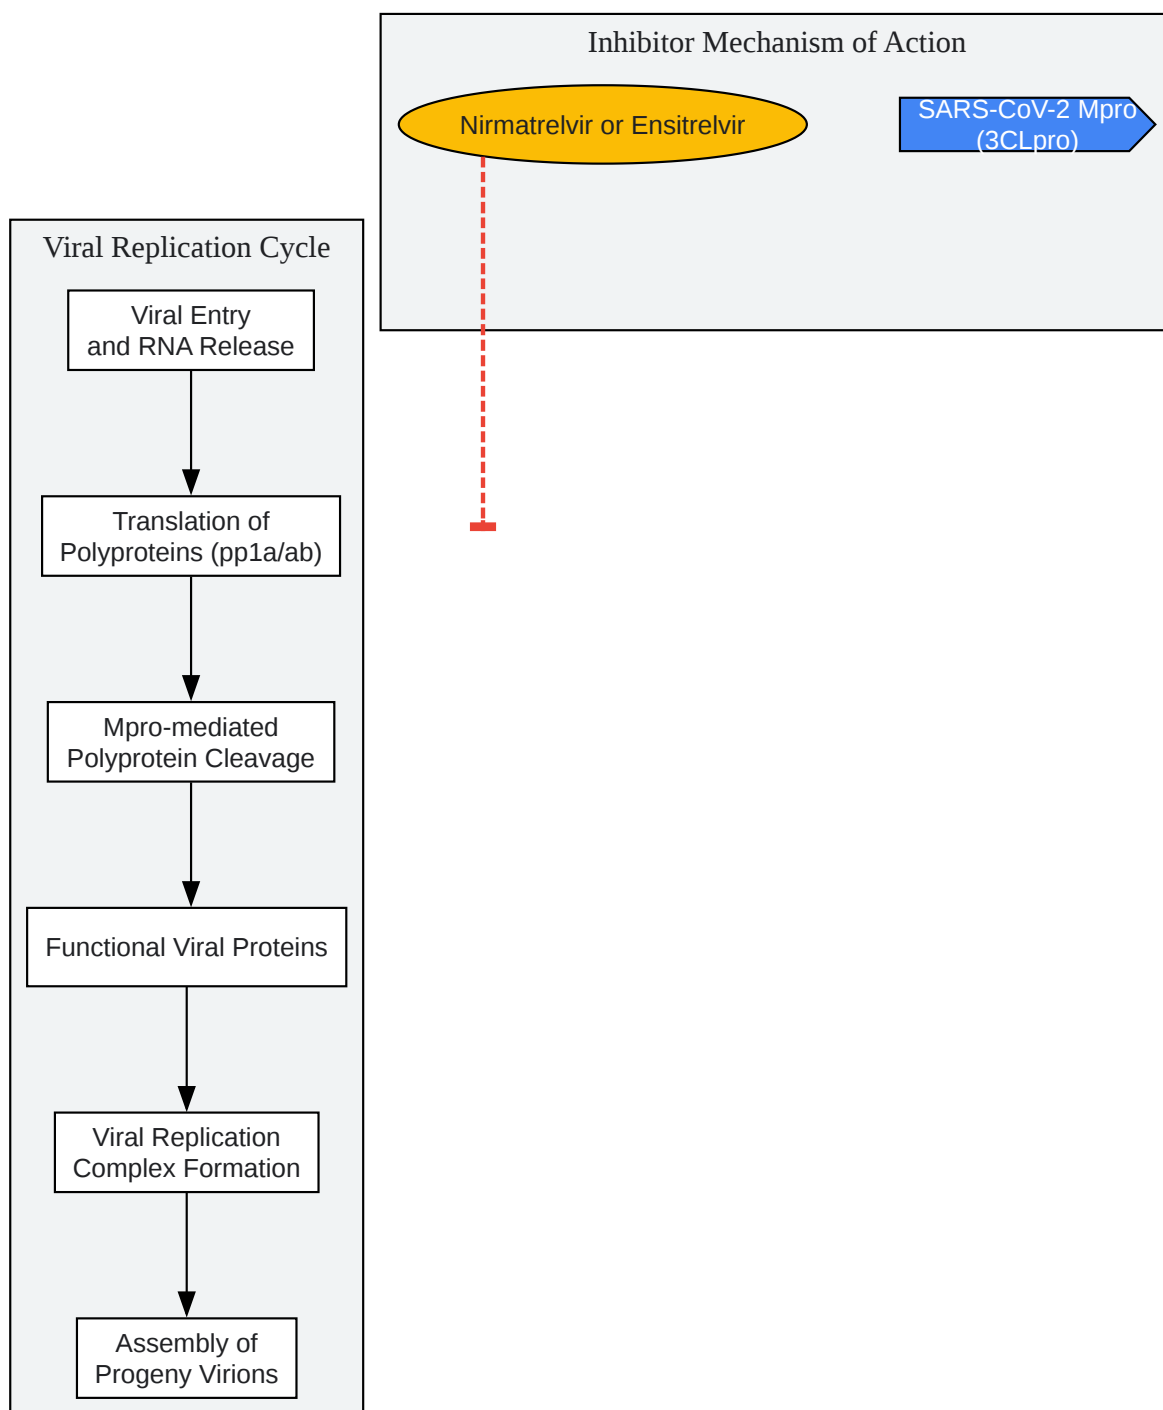 Inhibitor Mechanism of Action
Nirmatrelvir or Ensitrelvir
SARS-CoV-2 Mpro
(3CLpro)
Viral Replication Cycle
Viral Entry
and RNA Release
Translation of
Polyproteins (pp1a/ab)
Mpro-mediated
Polyprotein Cleavage
Functional Viral Proteins
Viral Replication
Complex Formation
Assembly of
Progeny Virions